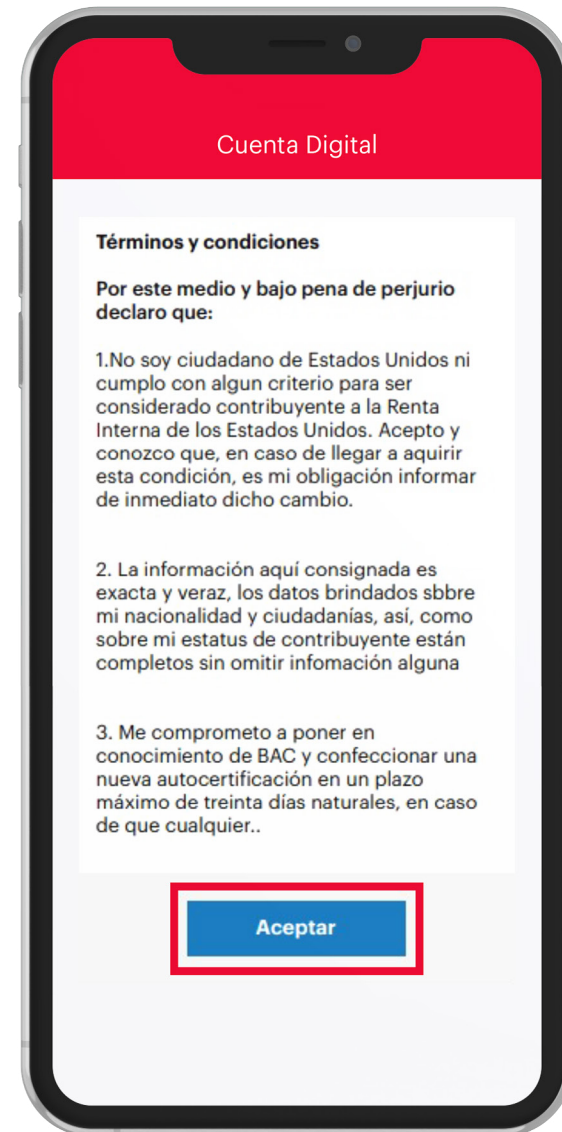 Cuenta Digital
Términos y condiciones
Por este medio y bajo pena de perjurio
declaro que:
1.No soy ciudadano de Estados Unidos ni
cumplo con algun criterio para ser
considerado contribuyente a la Renta
Interna de los Estados Unidos. Acepto y
conozco que, en caso de llegar a aquirir
esta condición, es mi obligación informar
de inmediato dicho cambio.
2. La información aquí consignada es
exacta y veraz, los datos brindados sbbre
mi nacionalidad y ciudadanías, así, como
sobre mi estatus de contribuyente están
completos sin omitir infomación alguna
3. Me comprometo a poner en
conocimiento de BAC y confeccionar una
nueva autocertificación en un plazo
máximo de treinta días naturales, en caso
de que cualquier..
Aceptar